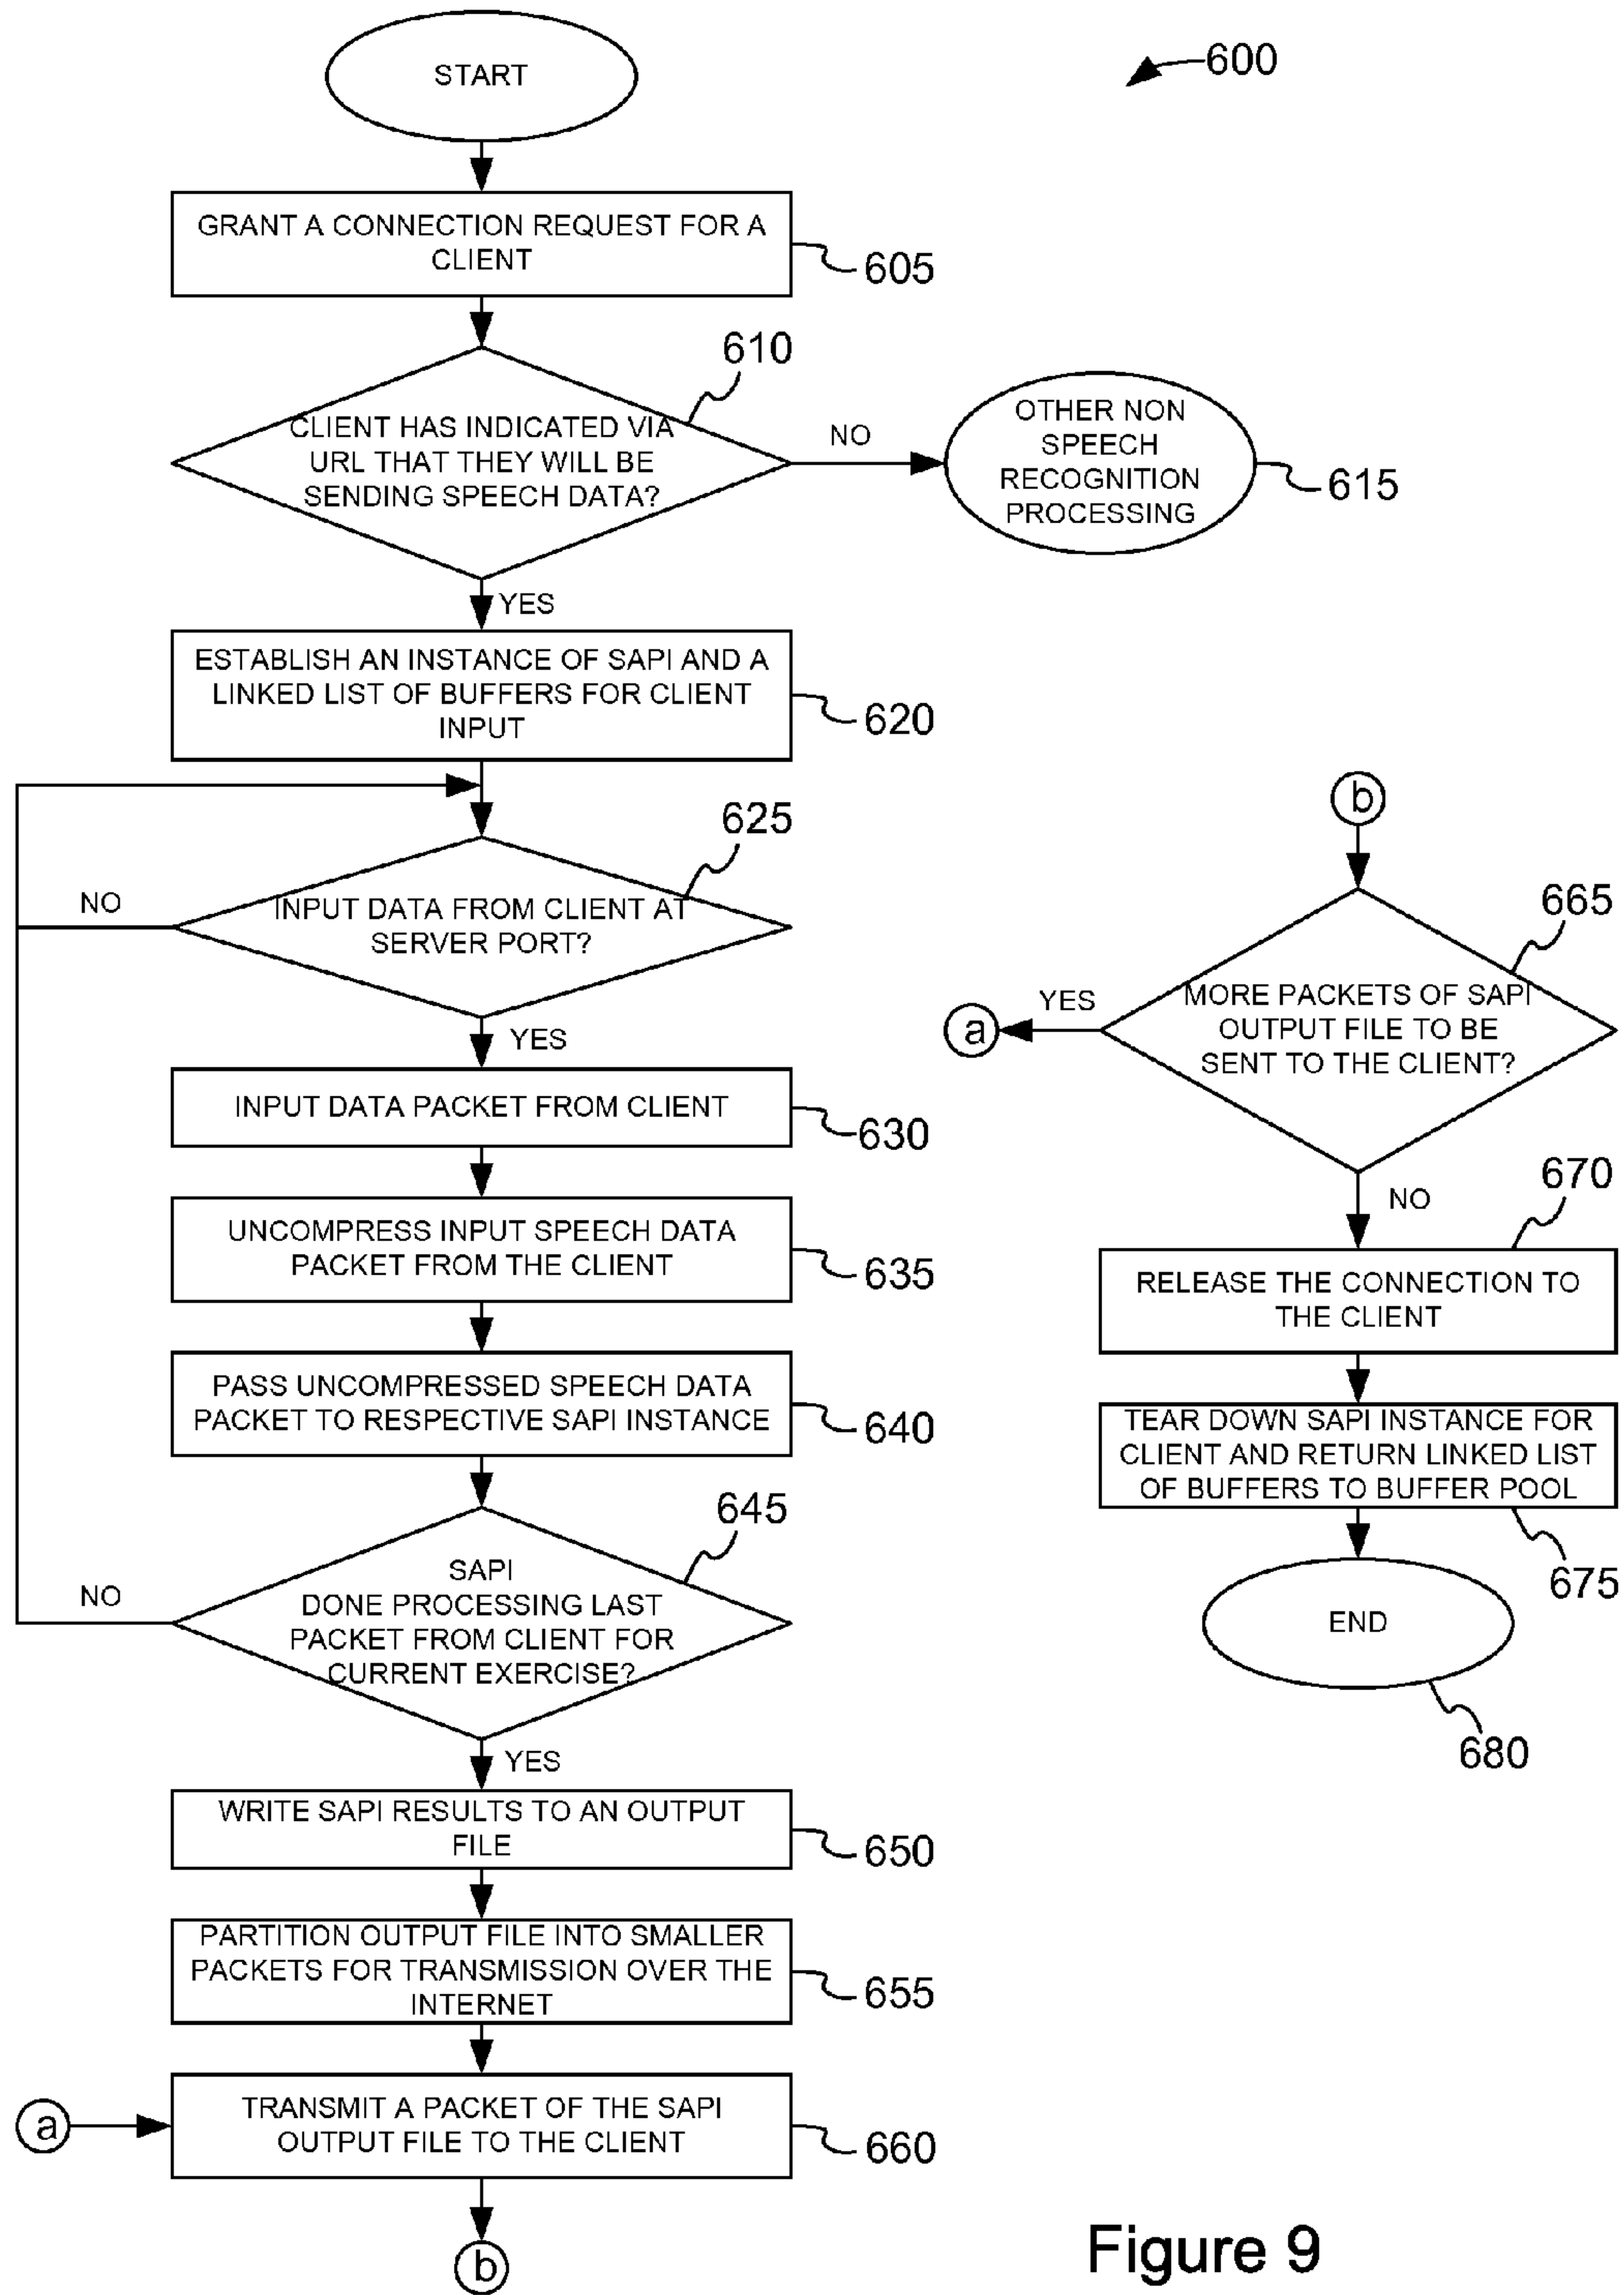 START
600
GRANT A CONNECTION REQUEST FOR A
CLIENT
605
610
CLIENT HAS INDICATED VIA
URL THAT THEY WILL BE
SENDING SPEECH DATA?
NO
OTHER NON
SPEECH
RECOGNITION
PROCESSING
615
YES
ESTABLISH AN INSTANCE OF SAPI AND A
LINKED LIST OF BUFFERS FOR CLIENT
INPUT
620
625
NO
INPUT DATA FROM CLIENT AT
SERVER PORT?
YES
INPUT DATA PACKET FROM CLIENT
630
UNCOMPRESS INPUT SPEECH DATA
PACKET FROM THE CLIENT
635
PASS UNCOMPRESSED SPEECH DATA
PACKET TO RESPECTIVE SAPI INSTANCE
640
645
NO
SAPI
DONE PROCESSING LAST
PACKET FROM CLIENT FOR
CURRENT EXERCISE?
YES
WRITE SAPI RESULTS TO AN OUTPUT
FILE
650
PARTITION OUTPUT FILE INTO SMALLER
PACKETS FOR TRANSMISSION OVER THE
INTERNET
655
a
TRANSMIT A PACKET OF THE SAPI
OUTPUT FILE TO THE CLIENT
660
b
b
665
a
YES
MORE PACKETS OF SAPI
OUTPUT FILE TO BE
SENT TO THE CLIENT?
NO
670
RELEASE THE CONNECTION TO
THE CLIENT
TEAR DOWN SAPI INSTANCE FOR
CLIENT AND RETURN LINKED LIST
OF BUFFERS TO BUFFER POOL
675
END
680
Figure 9